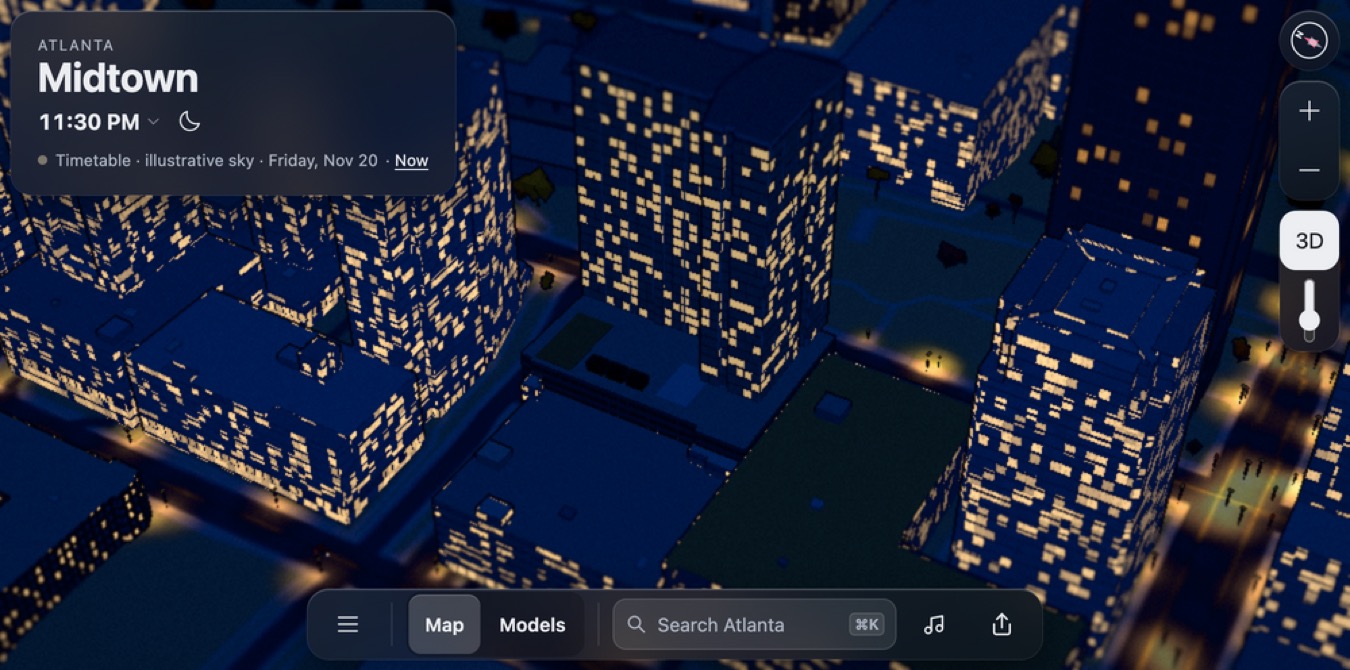 ATLANTA
Midtown
11:30 PM
Timetable · illustrative sky · Friday, Nov 20 · Now
N
+
−
3D
Map Models Search Atlanta ⌘K